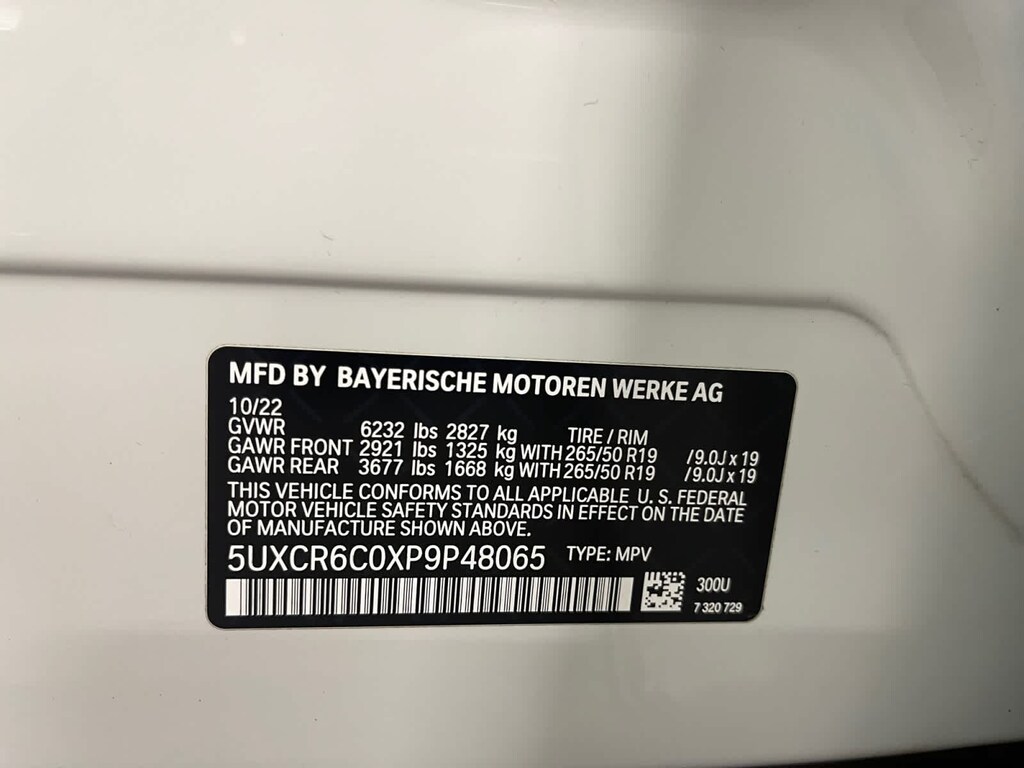 MFD BY BAYERISCHE MOTOREN WERKE AG
10/22
GVWR 6232 lbs 2827 kg TIRE / RIM
GAWR FRONT 2921 lbs 1325 kg WITH 265/50 R19 /9.0J x 19
GAWR REAR 3677 lbs 1668 kg WITH 265/50 R19 /9.0J x 19
THIS VEHICLE CONFORMS TO ALL APPLICABLE U. S. FEDERAL
MOTOR VEHICLE SAFETY STANDARDS IN EFFECT ON THE DATE
OF MANUFACTURE SHOWN ABOVE.
5UXCR6C0XP9P48065 TYPE: MPV
300U
7 320 729